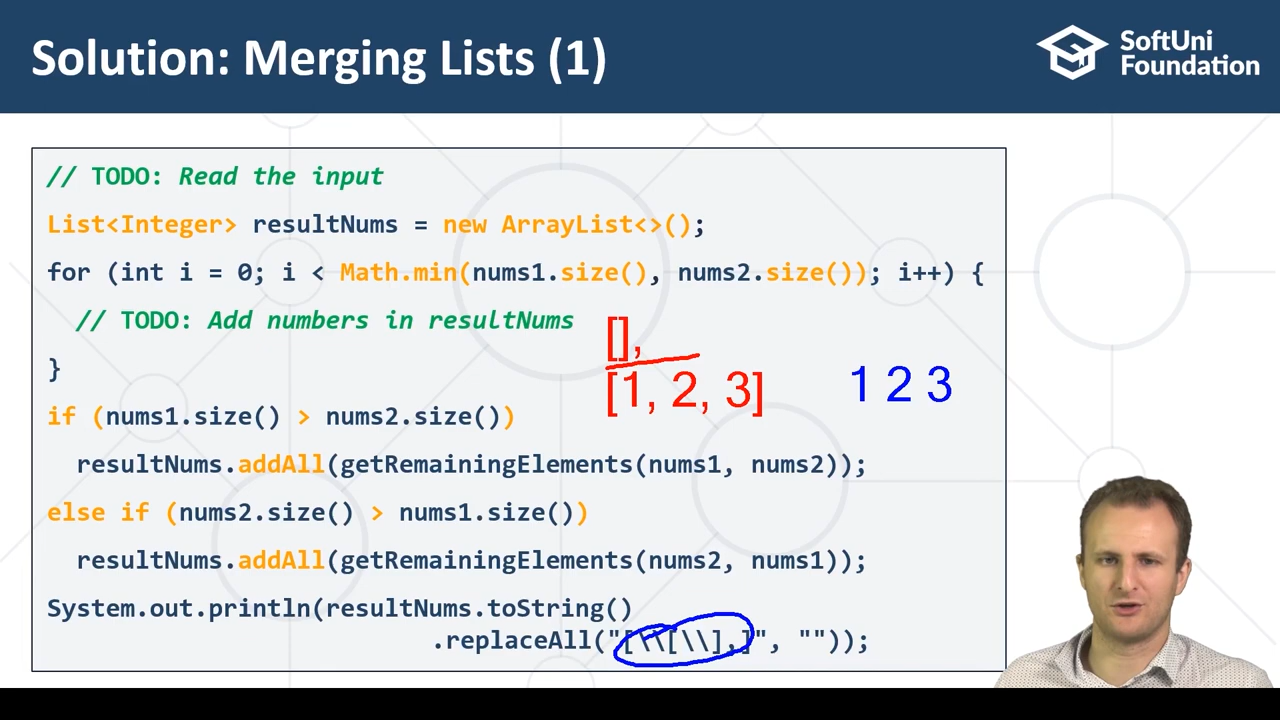 Solution: Merging Lists (1)
SoftUni
Foundation
// TODO: Read the input
List<Integer> resultNums = new ArrayList<>();
for (int i = 0; i < Math.min(nums1.size(), nums2.size()); i++) {
// TODO: Add numbers in resultNums
[],
}
[1, 2, 3]
1 2 3
if (nums1.size() > nums2.size())
resultNums.addAll(getRemainingElements(nums1, nums2));
else if (nums2.size() > nums1.size())
resultNums.addAll(getRemainingElements(nums2, nums1));
System.out.println(resultNums.toString()
.replaceAll("[\\[\\],]", ""));